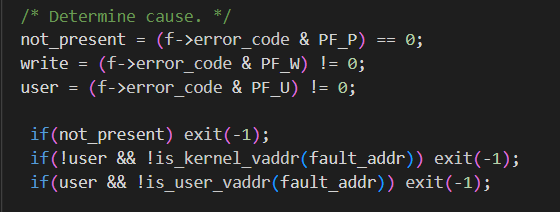 /* Determine cause. */
not_present = (f->error_code & PF_P) == 0;
write = (f->error_code & PF_W) != 0;
user = (f->error_code & PF_U) != 0;
if(not_present) exit(-1);
if(!user && !is_kernel_vaddr(fault_addr)) exit(-1);
if(user && !is_user_vaddr(fault_addr)) exit(-1);